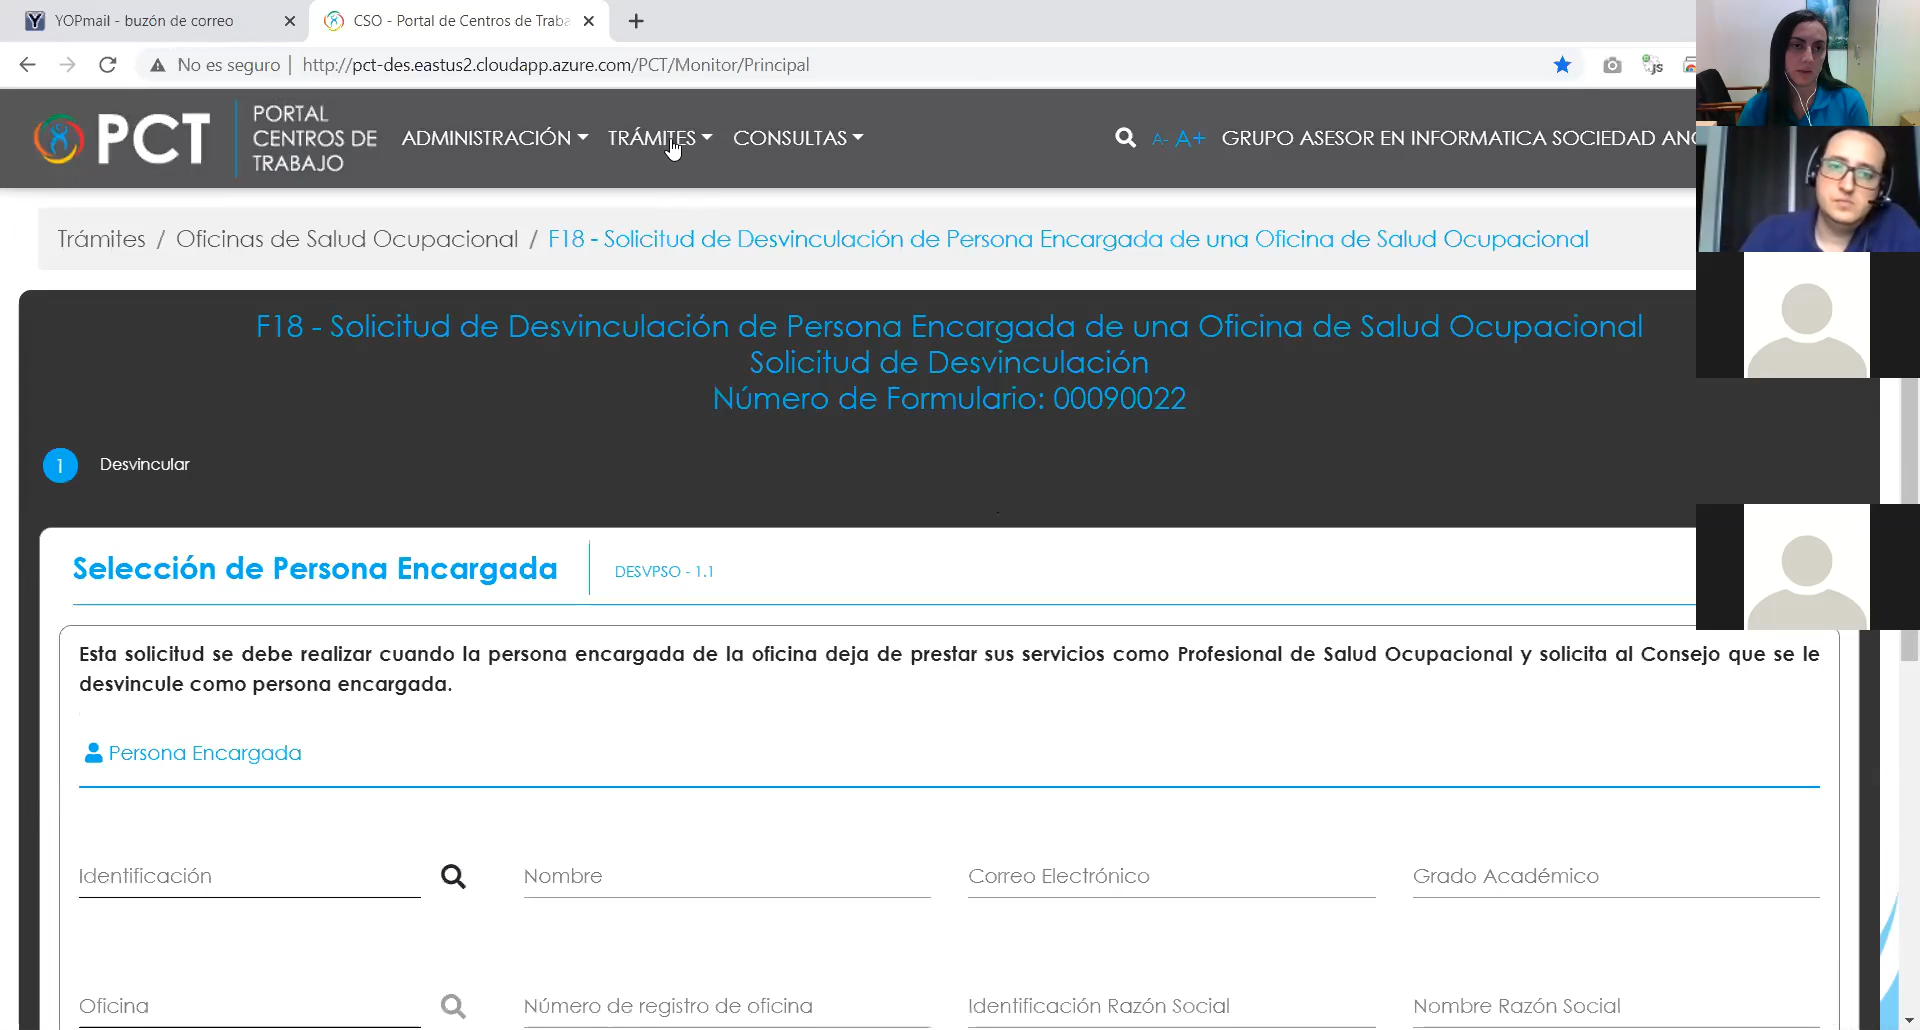 YOPmail - buzón de correo
CSO - Portal de Centros de Traba
No es seguro | http://pct-des.eastus2.cloudapp.azure.com/PCT/Monitor/Principal
PCT
PORTAL
CENTROS DE
TRABAJO
ADMINISTRACIÓN TRÁMITES CONSULTAS
A- A+ GRUPO ASESOR EN INFORMATICA SOCIEDAD
Trámites / Oficinas de Salud Ocupacional / F18 - Solicitud de Desvinculación de Persona Encargada de una Oficina de Salud Ocupacional
F18 - Solicitud de Desvinculación de Persona Encargada de una Oficina de Salud Ocupacional
Solicitud de Desvinculación
Número de Formulario: 00090022
1 Desvincular
Selección de Persona Encargada
DESVPSO - 1.1
Esta solicitud se debe realizar cuando la persona encargada de la oficina deja de prestar sus servicios como Profesional de Salud Ocupacional y solicita al Consejo que se le
desvincule como persona encargada.
Persona Encargada
Identificación Nombre Correo Electrónico Grado Académico
Oficina Número de registro de oficina Identificación Razón Social Nombre Razón Social